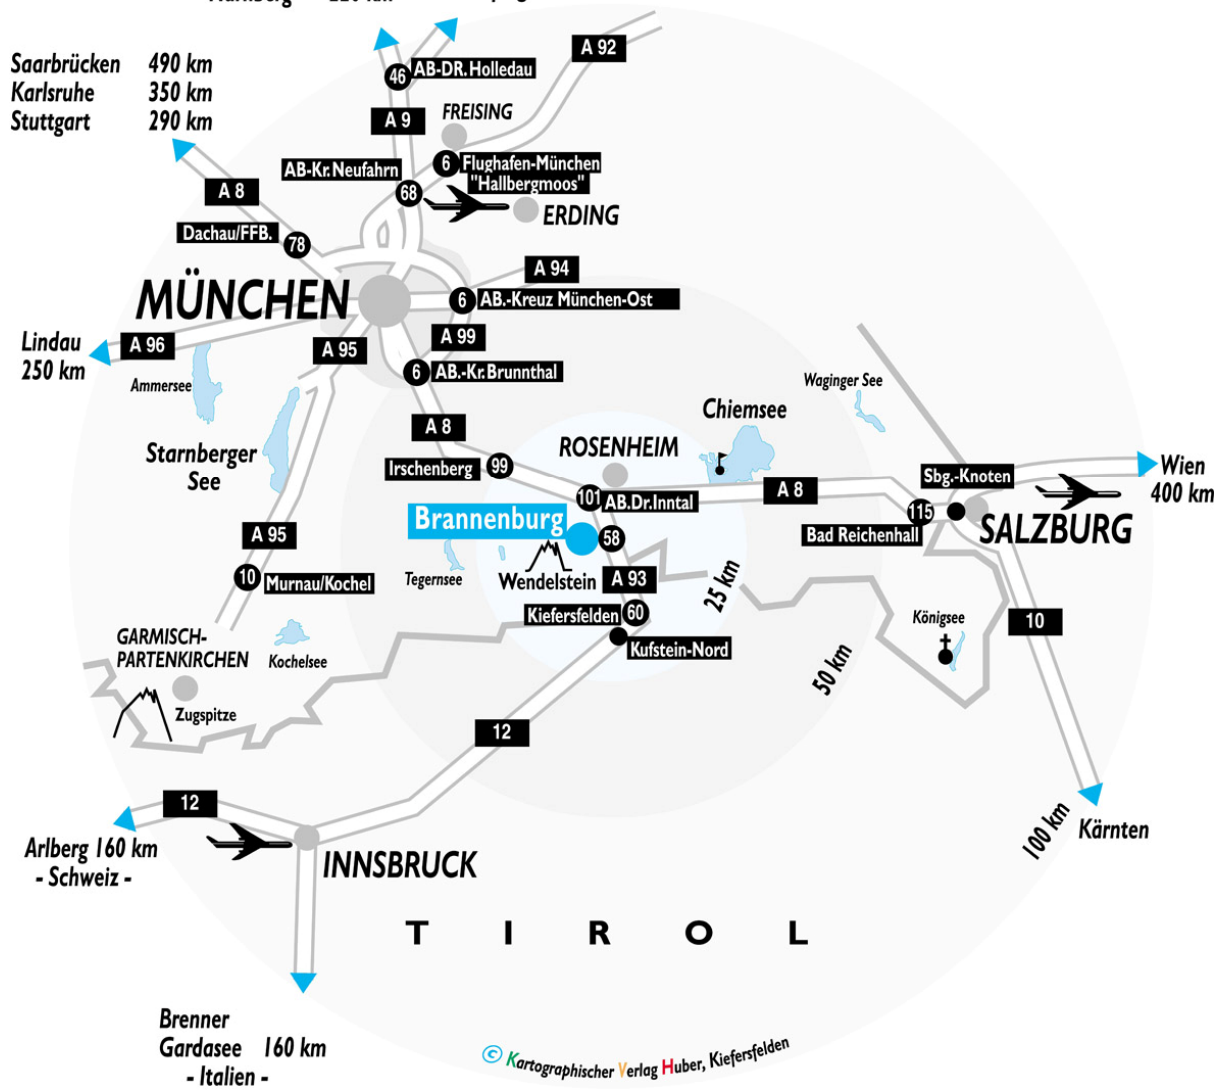 Nürnberg 220 km
Saarbrücken 490 km
Karlsruhe 350 km
Stuttgart 290 km
A 92
46 AB-DR. Holledau
A 9
FREISING
AB-Kr. Neufahrn
6 Flughafen-München
"Hallbergmoos"
68
A 8
ERDING
Dachau/FFB.
78
A 94
MÜNCHEN
6 AB.-Kreuz München-Ost
A 99
Lindau
250 km
A 96
A 95
6 AB.-Kr. Brunnthal
Ammersee
Waginger See
Chiemsee
A 8
Starnberger
See
ROSENHEIM
Irschenberg 99
Sbg.-Knoten
Wien
400 km
101 AB.Dr.Inntal
A 8
115
Bad Reichenhall
SALZBURG
Brannenburg
58
A 95
Tegernsee
Wendelstein
A 93
25 km
10 Murnau/Kochel
Kiefersfelden 60
Königsee
10
GARMISCH-
PARTENKIRCHEN
Kochelsee
Kufstein-Nord
50 km
Zugspitze
12
12
100 km
Kärnten
Arlberg 160 km
- Schweiz -
INNSBRUCK
TIROL
Brenner
Gardasee 160 km
- Italien -
© Kartographischer Verlag Huber, Kiefersfelden